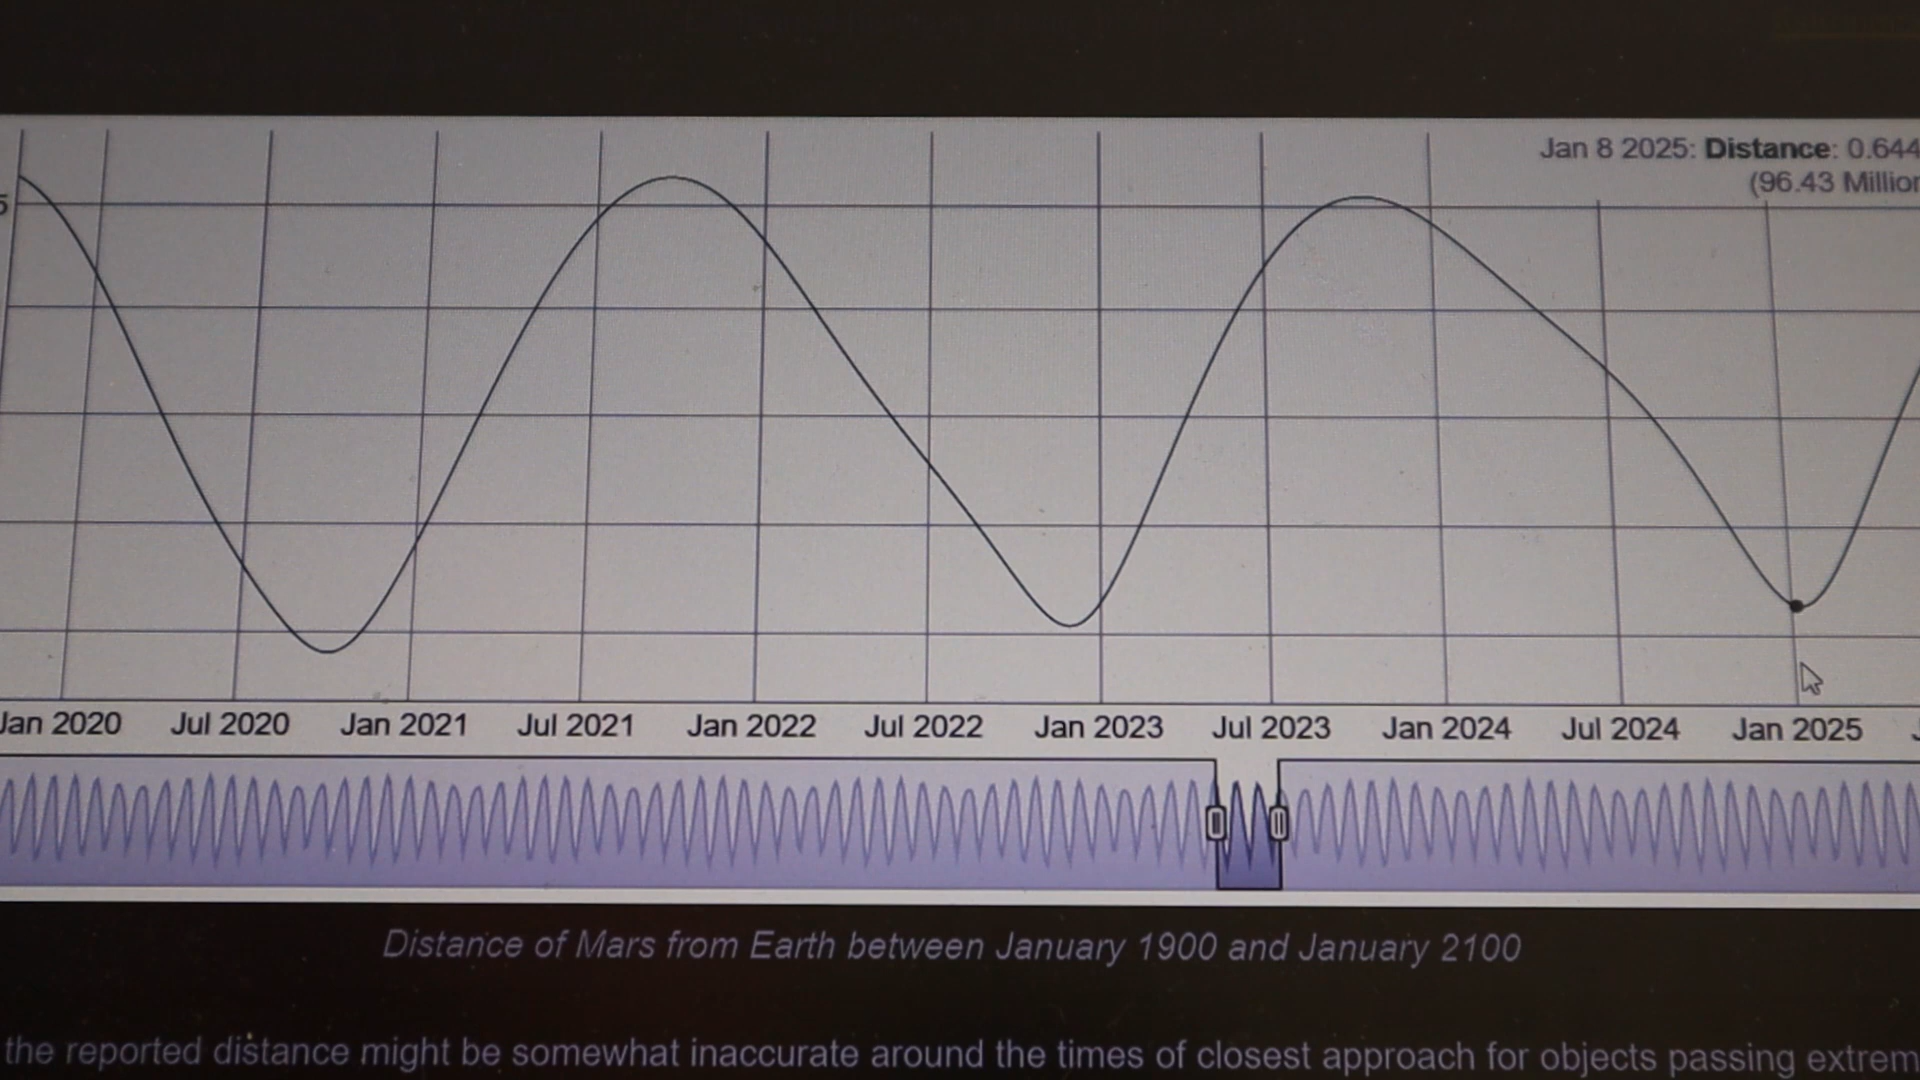 Jan 8 2025: Distance: 0.644
(96.43 Million
5
Jan 2020 Jul 2020 Jan 2021 Jul 2021 Jan 2022 Jul 2022 Jan 2023 Jul 2023 Jan 2024 Jul 2024 Jan 2025
Distance of Mars from Earth between January 1900 and January 2100
the reported distance might be somewhat inaccurate around the times of closest approach for objects passing extrem